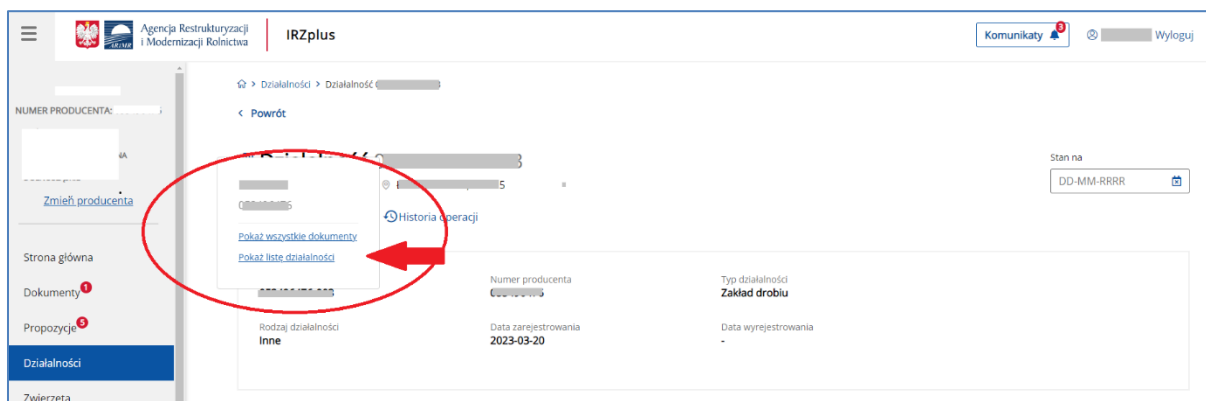 Agencja Restrukturyzacji
i Modernizacji Rolnictwa
ARiMR
IRZplus
Komunikaty 3
Wyloguj
Działalności > Działalność
NUMER PRODUCENTA:
Powrót
Działalność
Stan na
DD-MM-RRRR
Zmień producenta
Historia operacji
Pokaż wszystkie dokumenty
Pokaż listę działalności
Strona główna
Dokumenty 1
Propozycje 5
Działalności
Zwierzęta
Numer producenta
Typ działalności
Zakład drobiu
Rodzaj działalności
Inne
Data zarejestrowania
2023-03-20
Data wyrejestrowania
-